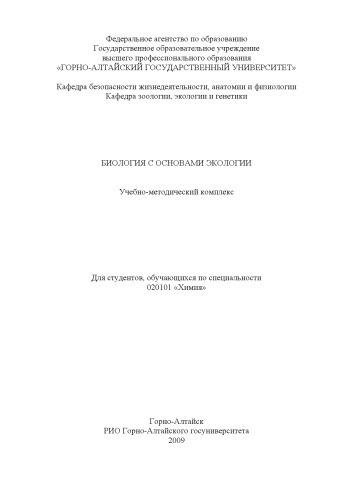 Федеральное агентство по образованию
Государственное образовательное учреждение
высшего профессионального образования
«ГОРНО-АЛТАЙСКИЙ ГОСУДАРСТВЕННЫЙ УНИВЕРСИТЕТ»
Кафедра безопасности жизнедеятельности, анатомии и физиологии
Кафедра зоологии, экологии и генетики
БИОЛОГИЯ С ОСНОВАМИ ЭКОЛОГИИ
Учебно-методический комплекс
Для студентов, обучающихся по специальности
020101 «Химия»
Горно-Алтайск
РИО Горно-Алтайского госуниверситета
2009